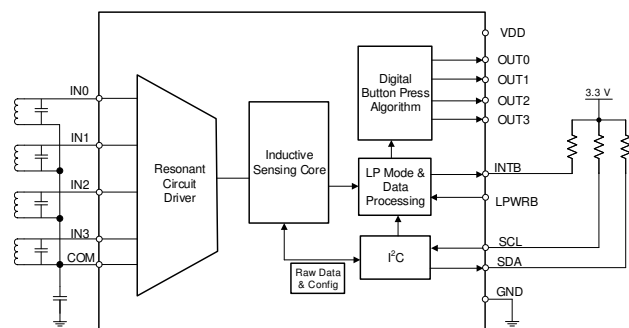 VDD
OUT0
OUT1
OUT2
OUT3
3.3 V
IN0
IN1
IN2
IN3
COM
Resonant
Circuit
Driver
Inductive
Sensing Core
Digital
Button Press
Algorithm
LP Mode &
Data
Processing
INTB
LPWRB
I²C
SCL
SDA
Raw Data
& Config
GND